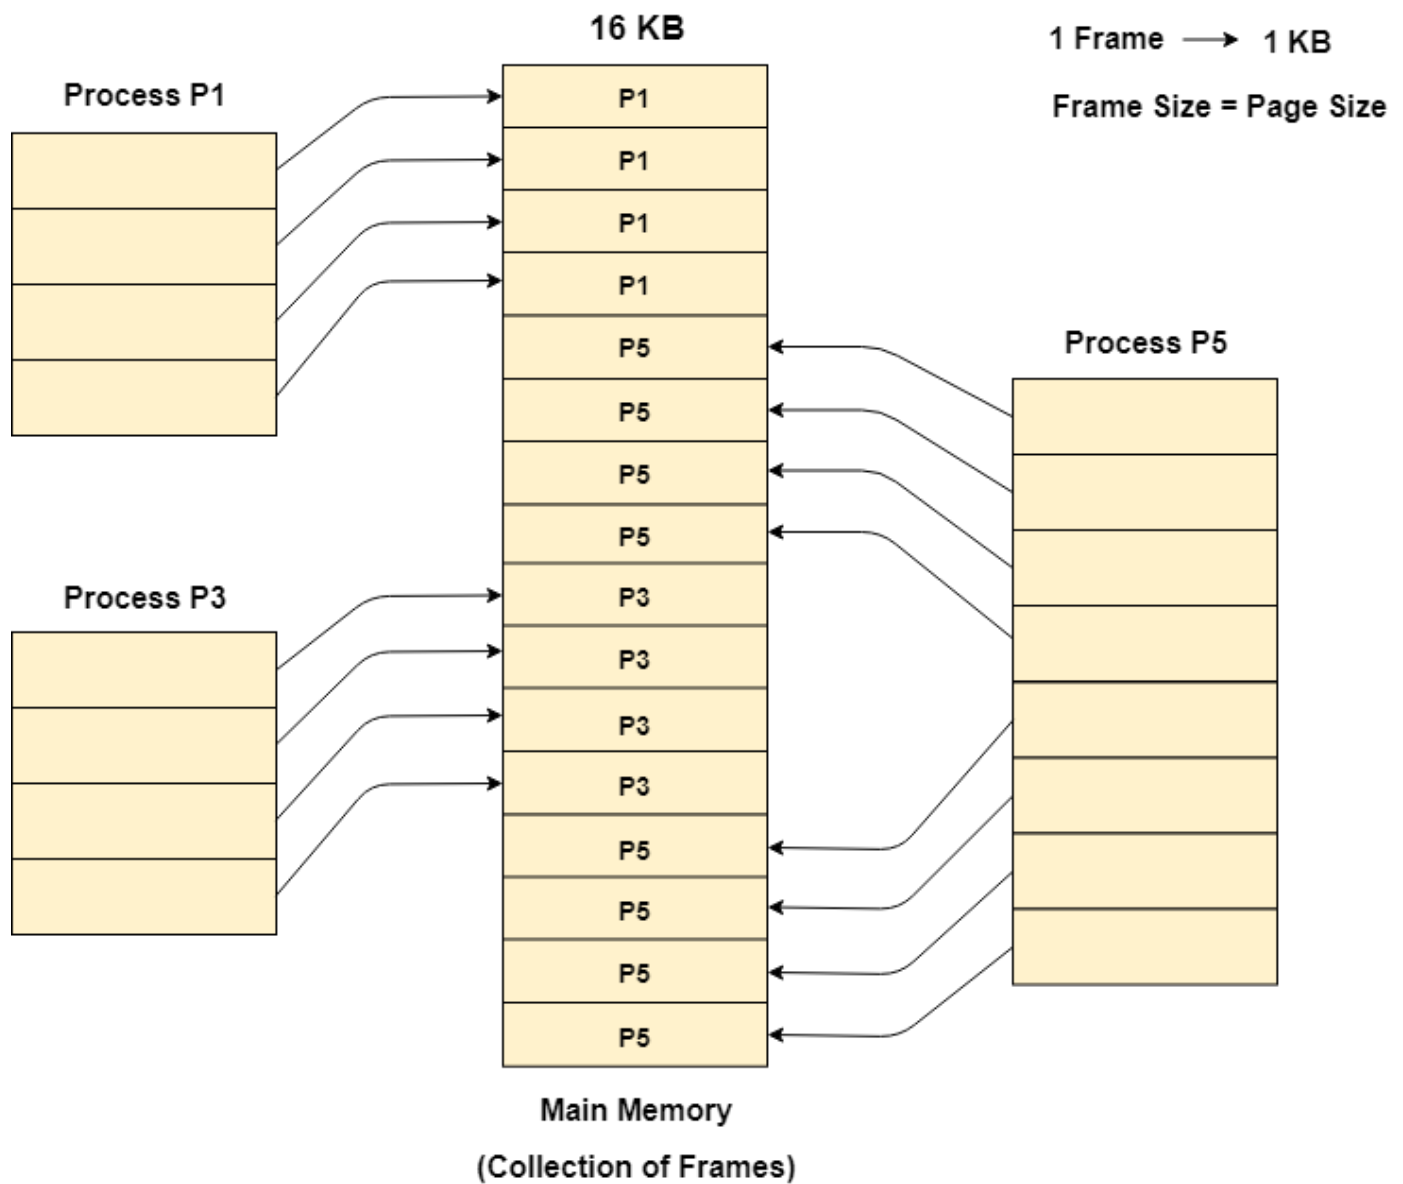 16 KB
1 Frame 1 KB
Frame Size = Page Size
Process P1
P1
P1
P1
P1
P5
P5
P5
P5
P3
P3
P3
P3
P5
P5
P5
P5
Process P5
Process P3
Main Memory
(Collection of Frames)